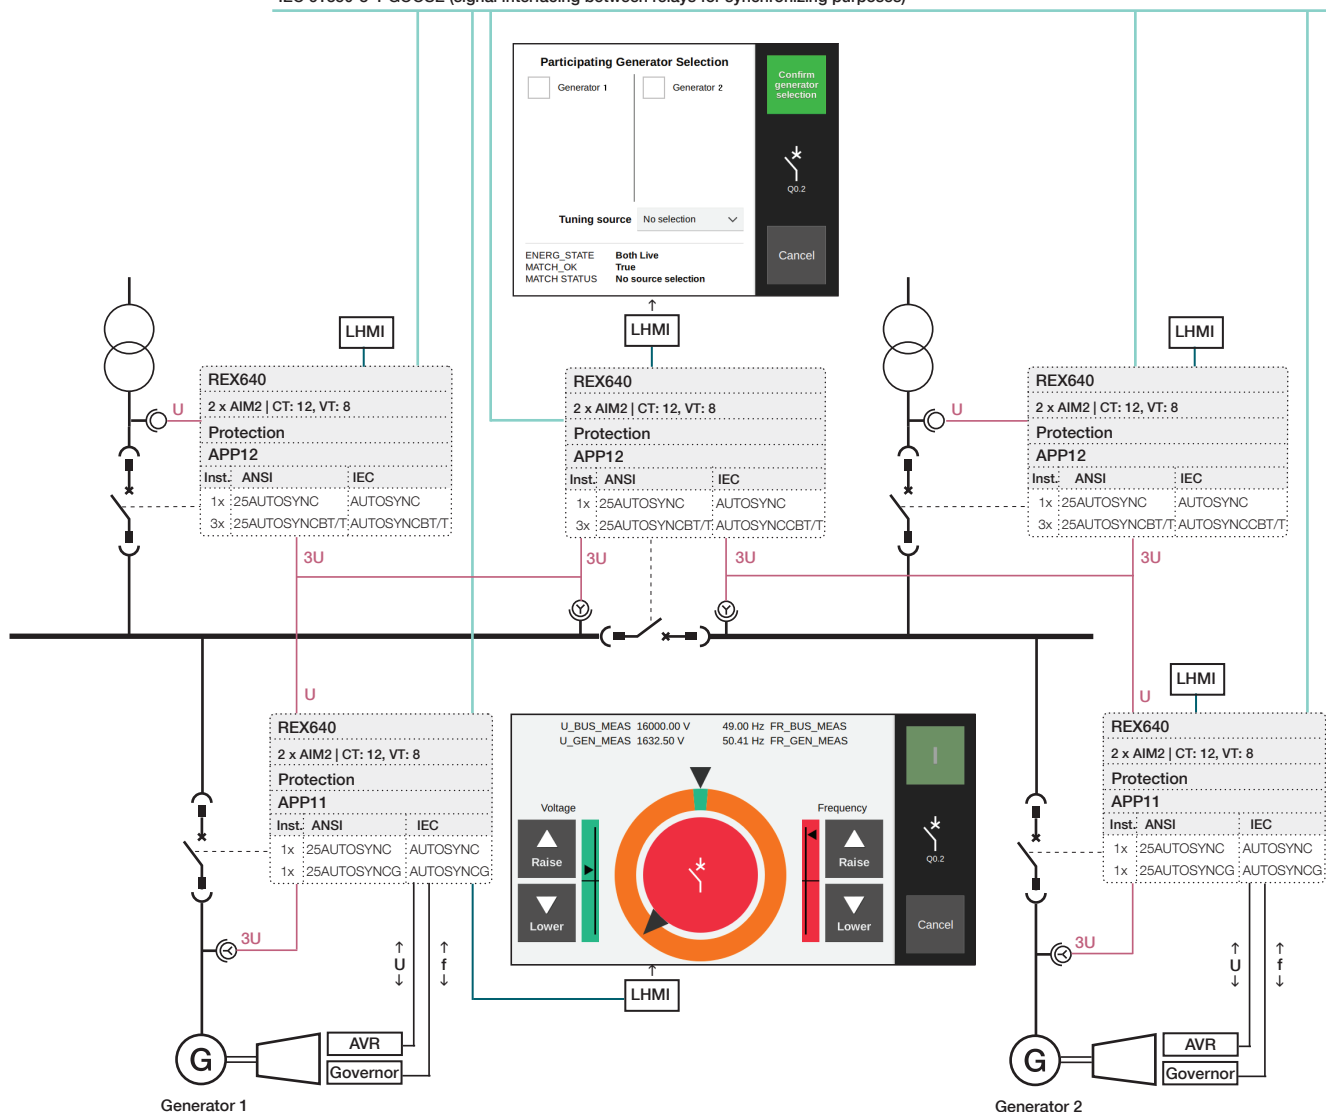 Participating Generator Selection
Generator 1
Generator 2
Confirm
generator
selection
Q0.2
Tuning source No selection
ENERG_STATE Both Live
MATCH_OK True
MATCH STATUS No source selection
Cancel
LHMI
LHMI
LHMI
U
REX640
2 x AIM2 | CT: 12, VT: 8
Protection
APP12
Inst. ANSI IEC
1x 25AUTOSYNC AUTOSYNC
3x 25AUTOSYNCBT/T AUTOSYNCBT/T
3U
REX640
2 x AIM2 | CT: 12, VT: 8
Protection
APP12
Inst. ANSI IEC
1x 25AUTOSYNC AUTOSYNC
3x 25AUTOSYNCBT/T AUTOSYNCCBT/T
3U
3U
U
REX640
2 x AIM2 | CT: 12, VT: 8
Protection
APP12
Inst. ANSI IEC
1x 25AUTOSYNC AUTOSYNC
3x 25AUTOSYNCBT/T AUTOSYNCCBT/T
3U
U
REX640
2 x AIM2 | CT: 12, VT: 8
Protection
APP11
Inst. ANSI IEC
1x 25AUTOSYNC AUTOSYNC
1x 25AUTOSYNCG AUTOSYNCG
3U
U
f
U_BUS_MEAS 16000.00 V 49.00 Hz FR_BUS_MEAS
U_GEN_MEAS 1632.50 V 50.41 Hz FR_GEN_MEAS
Voltage
Raise
Lower
Frequency
Raise
Lower
I
Q0.2
Cancel
LHMI
LHMI
U
REX640
2 x AIM2 | CT: 12, VT: 8
Protection
APP11
Inst. ANSI IEC
1x 25AUTOSYNC AUTOSYNC
1x 25AUTOSYNCG AUTOSYNCG
3U
U
f
G
AVR
Governor
Generator 1
G
AVR
Governor
Generator 2